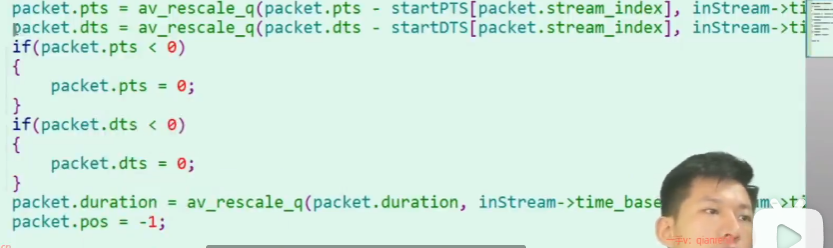 packet.pts = av_rescale_q(packet.pts - startPTS[packet.stream_index], inStream->ti
packet.dts = av_rescale_q(packet.dts - startDTS[packet.stream_index], inStream->ti
if(packet.pts < 0)
{
packet.pts = 0;
}
if(packet.dts < 0)
{
packet.dts = 0;
}
packet.duration = av_rescale_q(packet.duration, inStream->time_base
packet.pos = -1;